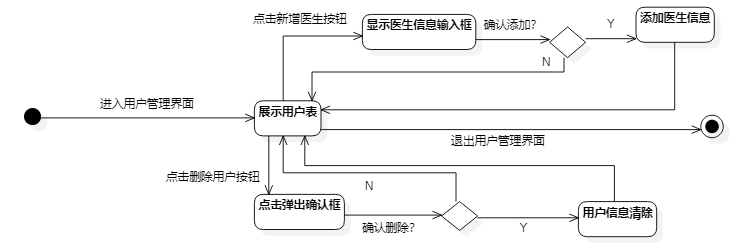 点击新增医生按钮
显示医生信息输入框
确认添加?
Y
添加医生信息
N
进入用户管理界面
展示用户表
退出用户管理界面
点击删除用户按钮
N
点击弹出确认框
确认删除?
Y
用户信息清除